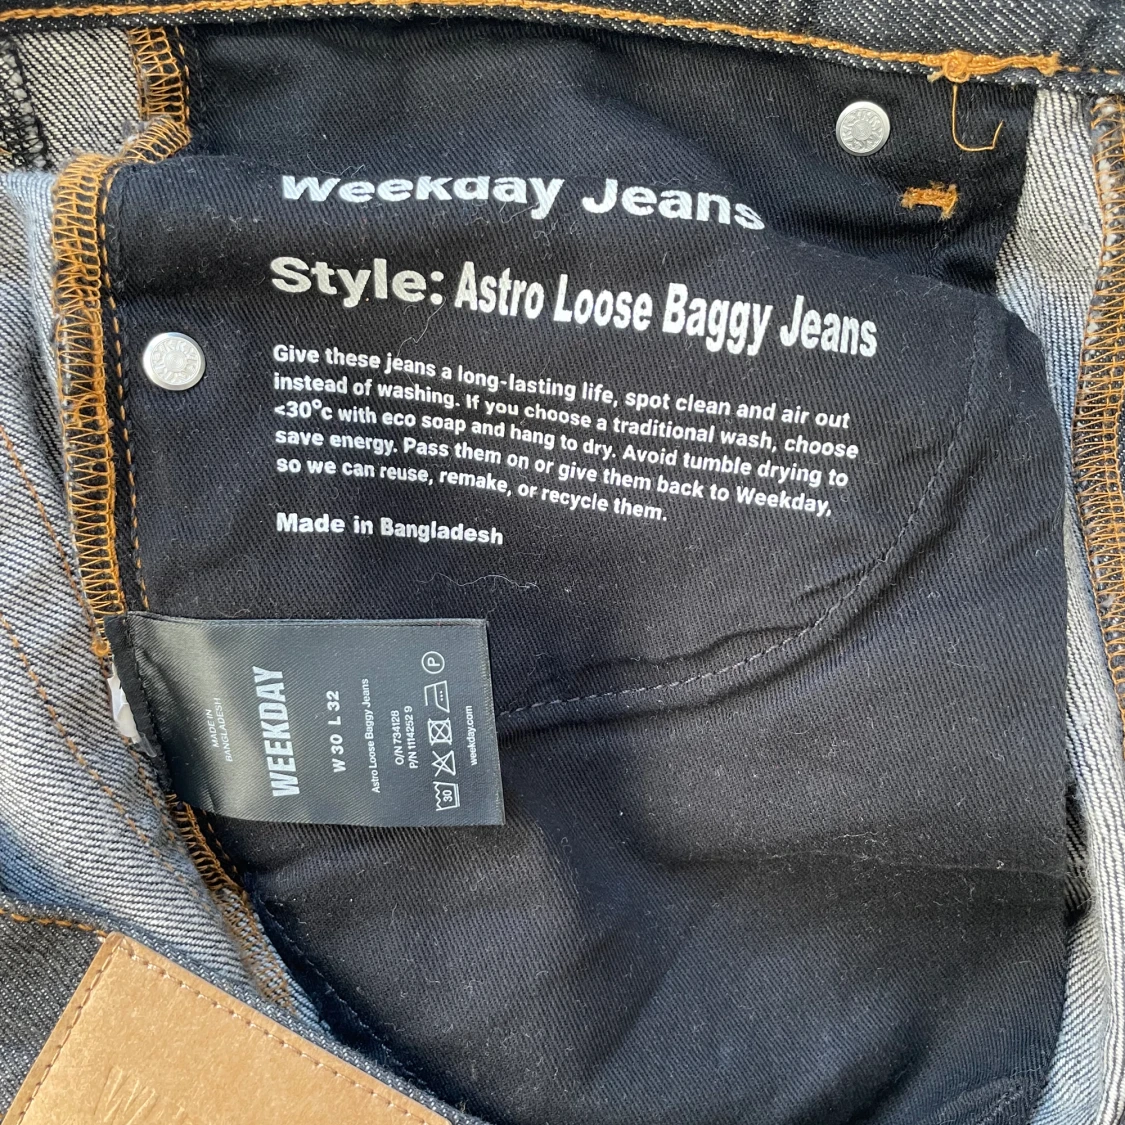 Weekday Jeans
Style: Astro Loose Baggy Jeans
Give these jeans a long-lasting life, spot clean and air out
instead of washing. If you choose a traditional wash, choose
<30°c with eco soap and hang to dry. Avoid tumble drying to
save energy. Pass them on or give them back to Weekday,
so we can reuse, remake, or recycle them.
Made in Bangladesh
MADE IN
BANGLADESH
WEEKDAY
W 30 L 32
Astro Loose Baggy Jeans
O/N 734128
P/N 1114252 9
30 P
weekday.com